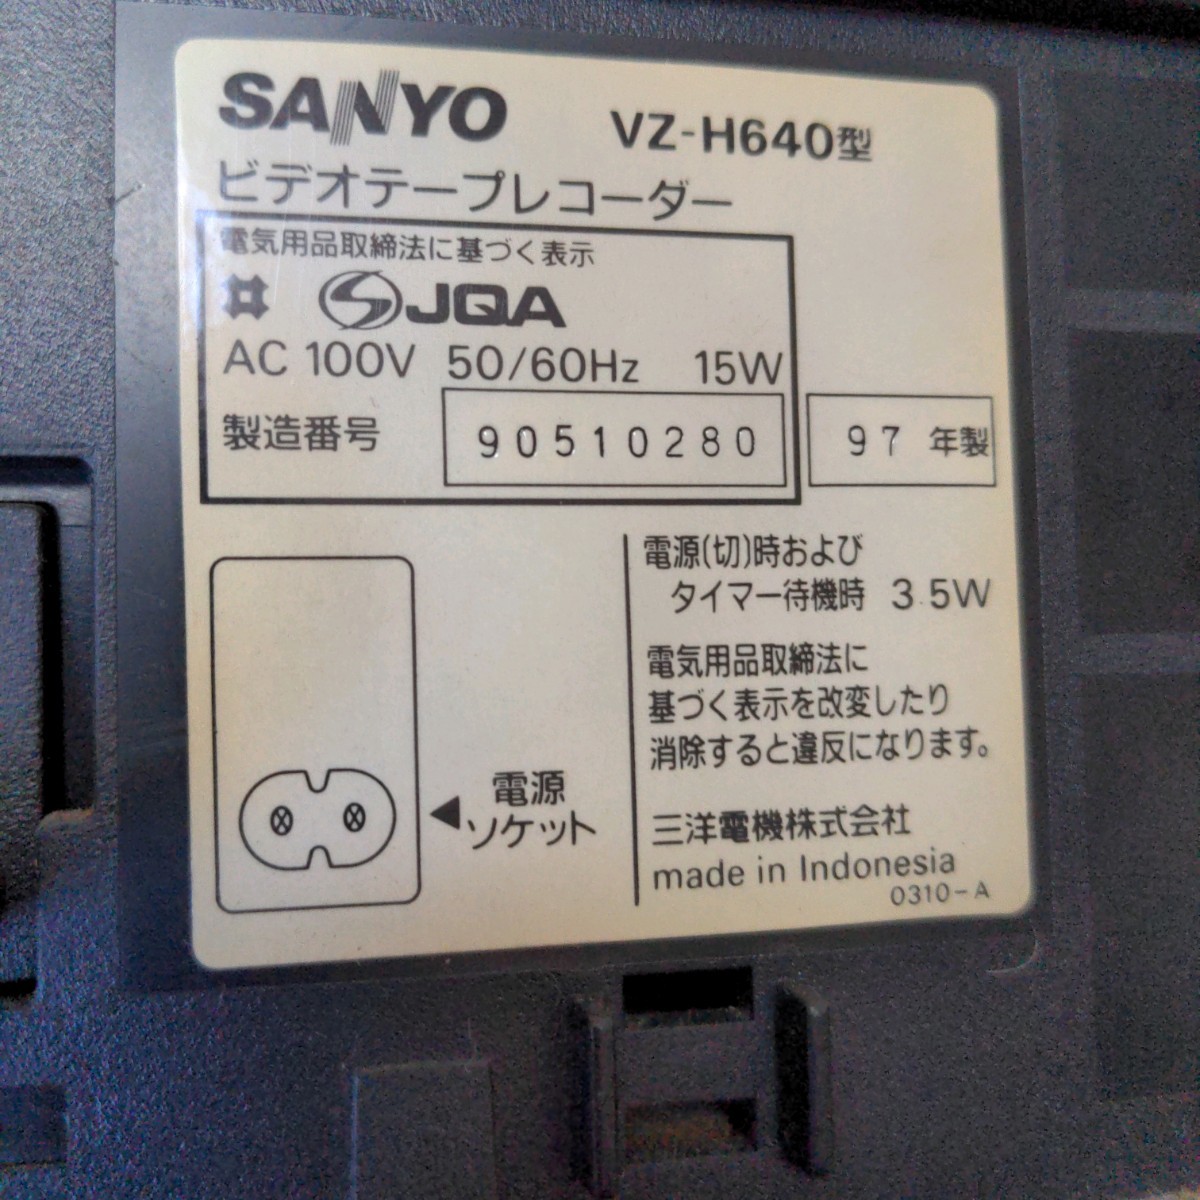 SANYO VZ-H640型
ビデオテープレコーダー
電気用品取締法に基づく表示
JQA
AC 100V 50/60Hz 15W
製造番号 90510280 97 年製
電源(切)時および
タイマー待機時 3.5W
電気用品取締法に
基づく表示を改変したり
消除すると違反になります。
電源
ソケット
三洋電機株式会社
made in Indonesia
0310-A